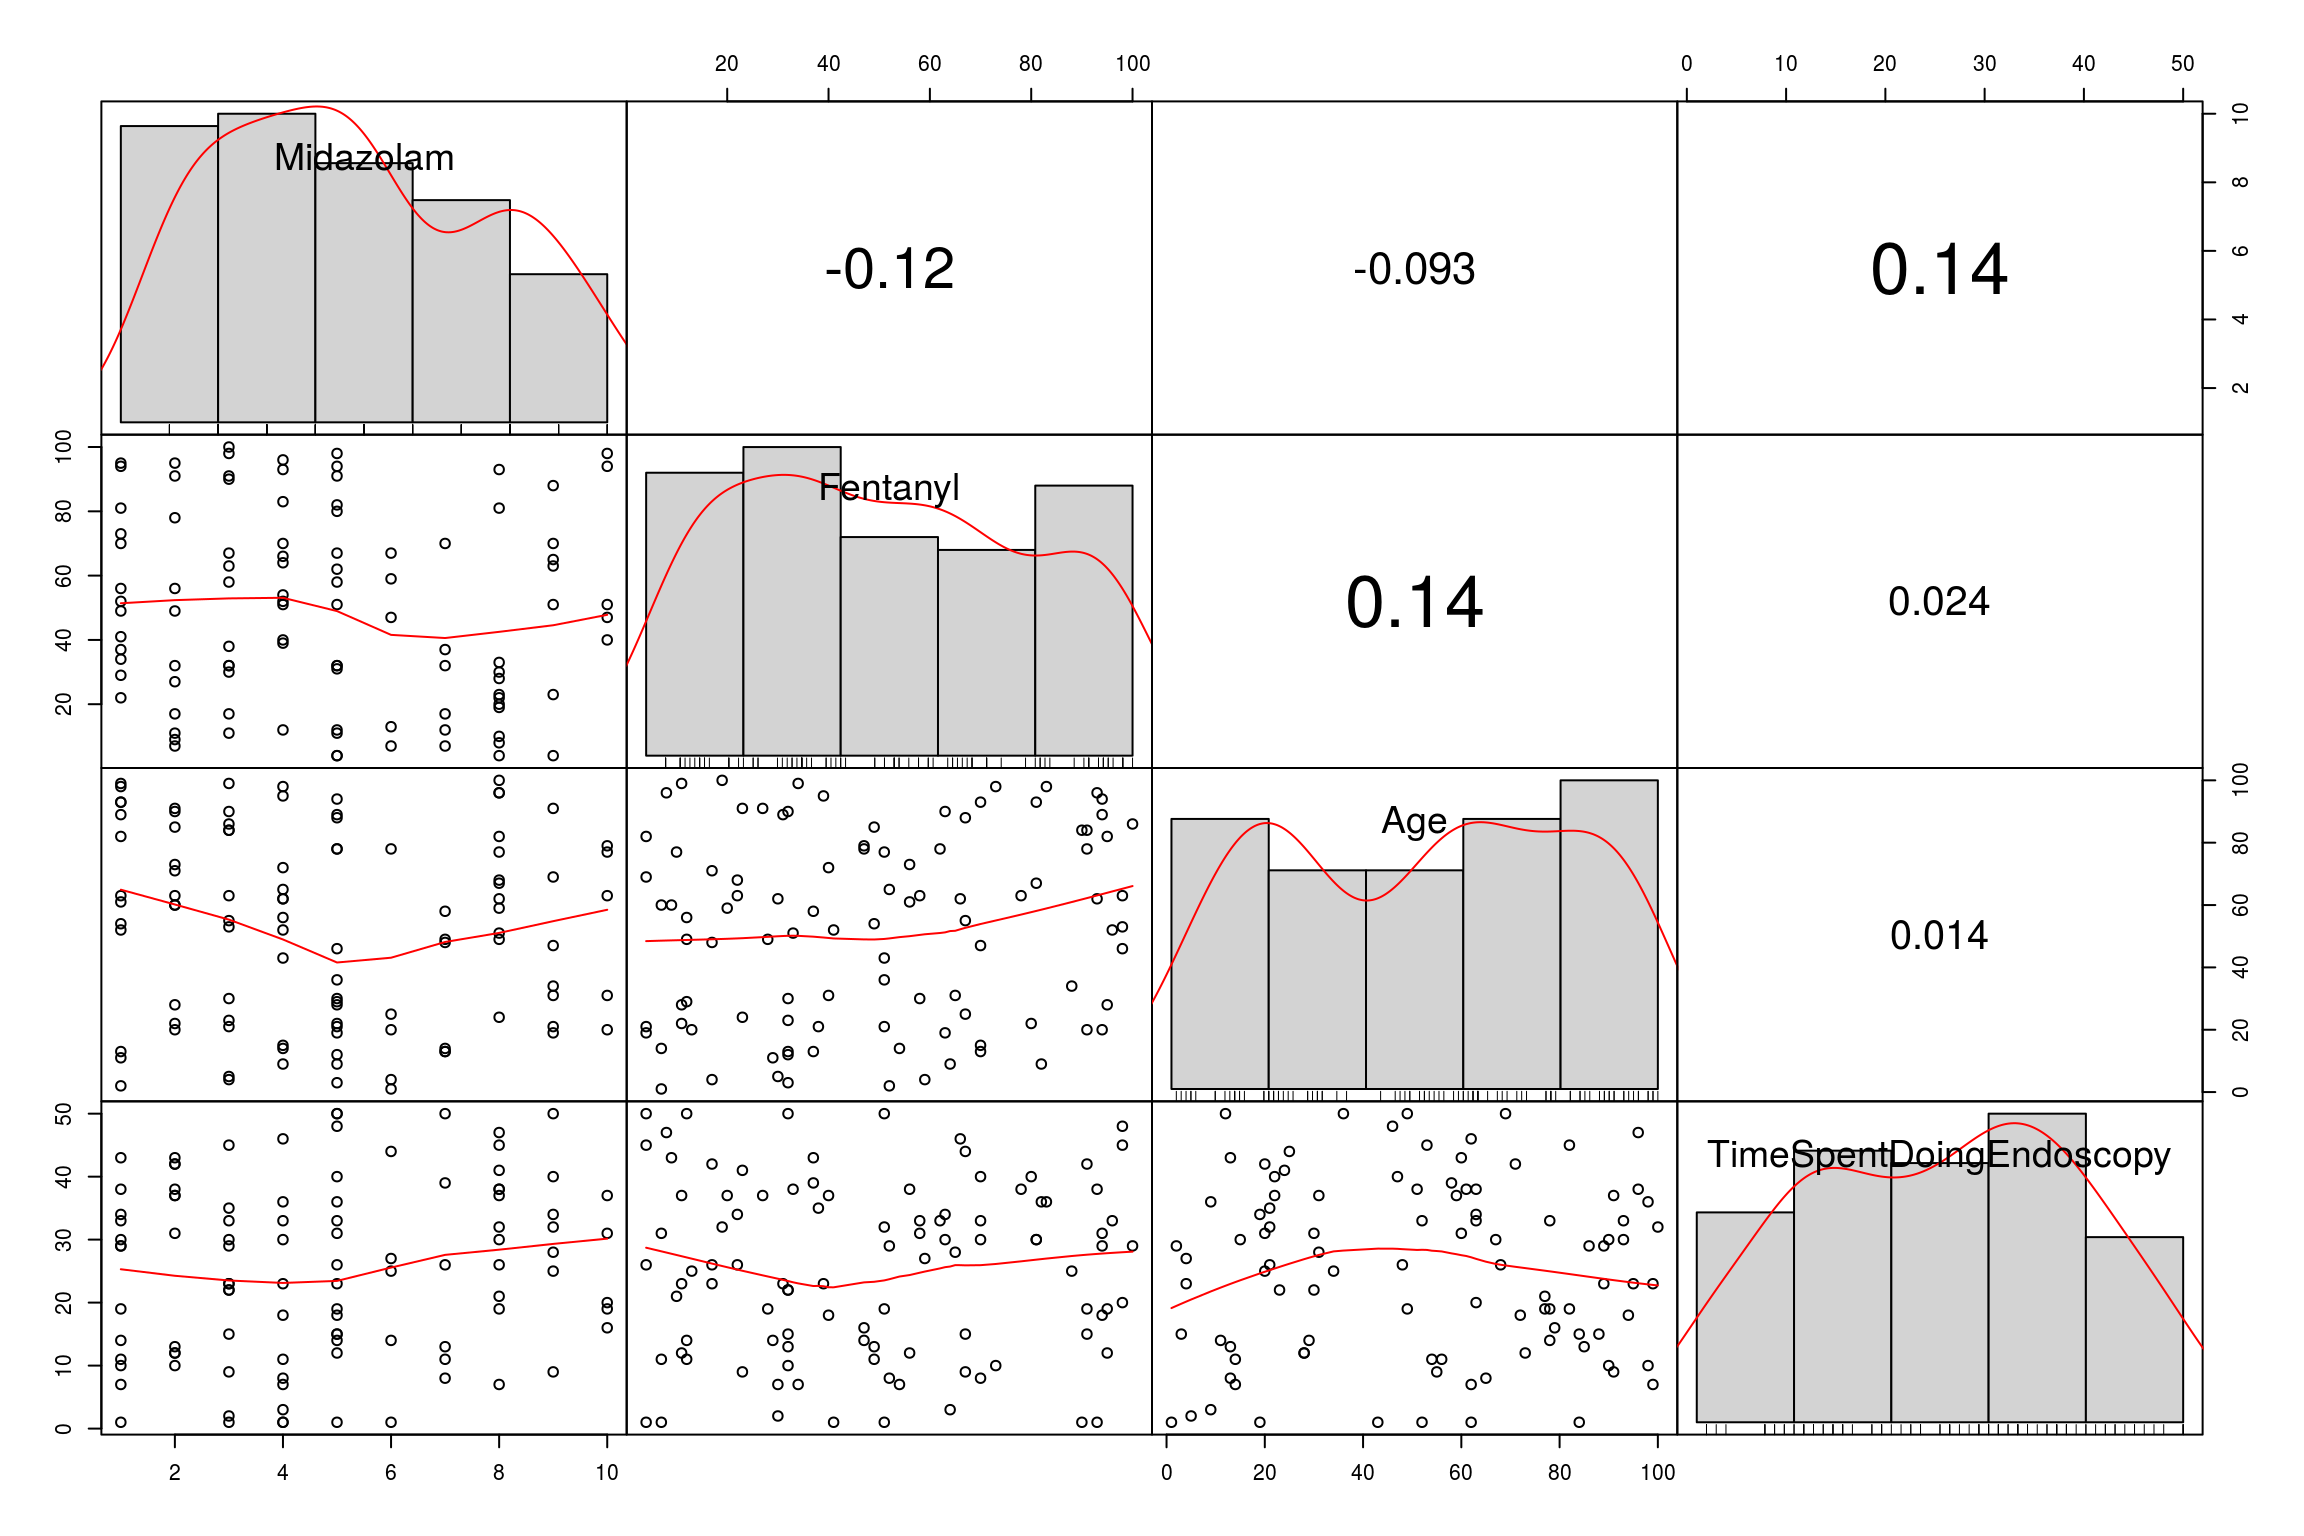 20 40 60 80 100 0 10 20 30 40 50
Midazolam
-0.12
-0.093
0.14
2 4 6 8 10
20 40 60 80 100
Fentanyl
0.14
0.024
Age
0.014
0 20 40 60 80 100
0 10 20 30 40 50
TimeSpentDoingEndoscopy
2 4 6 8 10 0 20 40 60 80 100